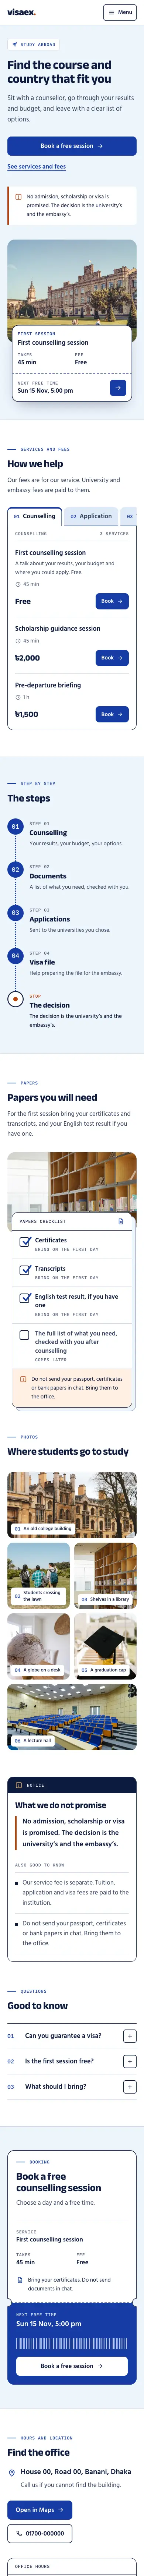 visaex.
Menu
STUDY ABROAD
Find the course and
country that fit you
Sit with a counsellor, go through your results
and budget, and leave with a clear list of
options.
Book a free session →
See services and fees
No admission, scholarship or visa is
promised. The decision is the university's
and the embassy's.
FIRST SESSION
First counselling session
TAKES
FEE
45 min
Free
NEXT FREE TIME
Sun 15 Nov, 5:00 pm
→
SERVICES AND FEES
How we help
Our fees are for our service. University and
embassy fees are paid to them.
01 Counselling
02 Application
03
COUNSELLING
3 SERVICES
First counselling session
A talk about your results, your budget and
where you could apply. Free.
45 min
Free
Book →
Scholarship guidance session
45 min
৳2,000
Book →
Pre-departure briefing
1 h
৳1,500
Book →
STEP BY STEP
The steps
01
STEP 01
Counselling
Your results, your budget, your options.
02
STEP 02
Documents
A list of what you need, checked with you.
03
STEP 03
Applications
Sent to the universities you chose.
04
STEP 04
Visa file
Help preparing the file for the embassy.
STOP
The decision
The decision is the university's and the
embassy's.
PAPERS
Papers you will need
For the first session bring your certificates and
transcripts, and your English test result if you
have one.
PAPERS CHECKLIST
Certificates
BRING ON THE FIRST DAY
Transcripts
BRING ON THE FIRST DAY
English test result, if you have
one
BRING ON THE FIRST DAY
The full list of what you need,
checked with you after
counselling
COMES LATER
Do not send your passport, certificates
or bank papers in chat. Bring them to
the office.
PHOTOS
Where students go to study
01 An old college building
02 Students crossing
the lawn
03 Shelves in a library
04 A globe on a desk
05 A graduation cap
06 A lecture hall
NOTICE
What we do not promise
No admission, scholarship or visa
is promised. The decision is the
university's and the embassy's.
ALSO GOOD TO KNOW
Our service fee is separate. Tuition,
application and visa fees are paid to the
institution.
Do not send your passport, certificates
or bank papers in chat. Bring them to
the office.
QUESTIONS
Good to know
01 Can you guarantee a visa? +
02 Is the first session free? +
03 What should I bring? +
BOOKING
Book a free
counselling session
Choose a day and a free time.
SERVICE
First counselling session
TAKES
FEE
45 min
Free
Bring your certificates. Do not send
documents in chat.
NEXT FREE TIME
Sun 15 Nov, 5:00 pm
Book a free session →
HOURS AND LOCATION
Find the office
House 00, Road 00, Banani, Dhaka
Call us if you cannot find the building.
Open in Maps →
01700-000000
OFFICE HOURS